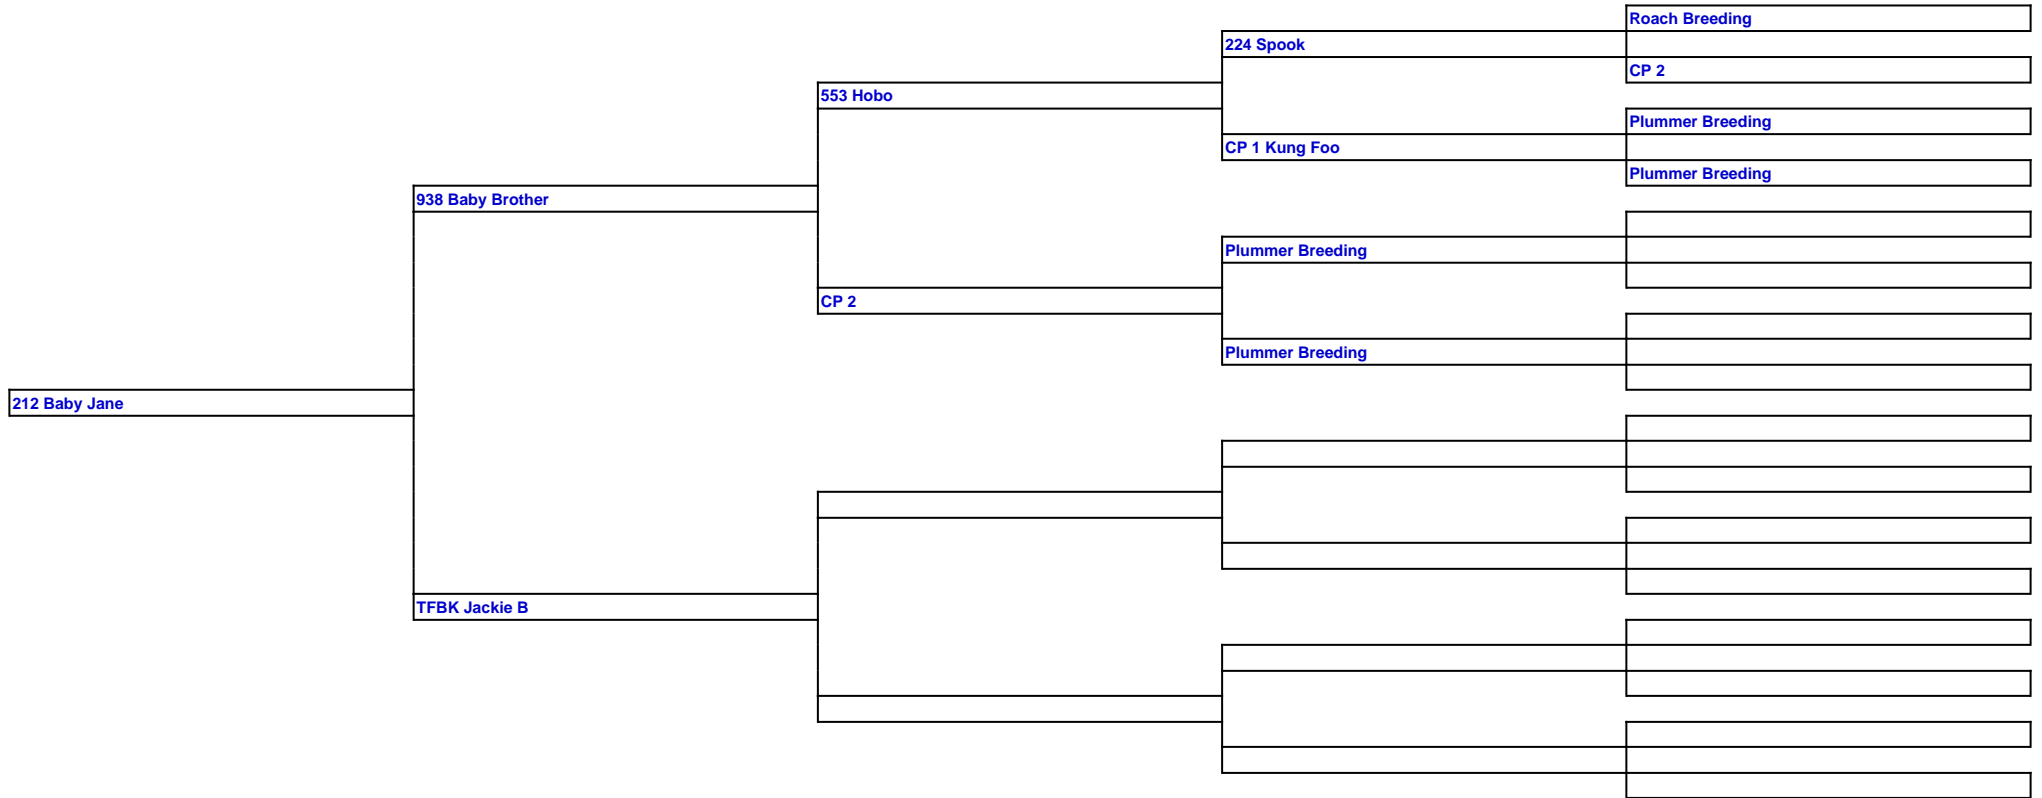 Roach Breeding
224 Spook
CP 2
553 Hobo
Plummer Breeding
CP 1 Kung Foo
Plummer Breeding
938 Baby Brother
Plummer Breeding
CP 2
Plummer Breeding
212 Baby Jane
TFBK Jackie B